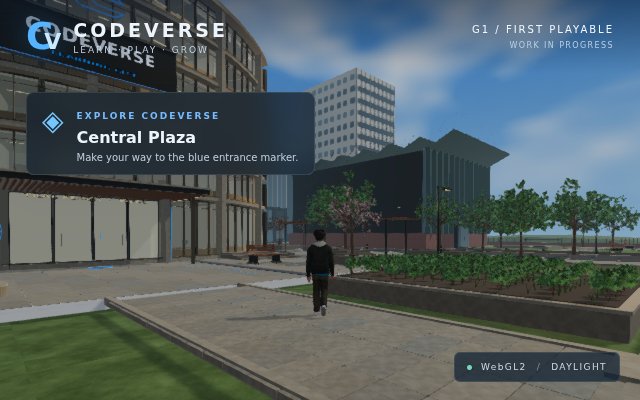 CODEVERSE
LEARN · PLAY · GROW
G1 / FIRST PLAYABLE
WORK IN PROGRESS
EXPLORE CODEVERSE
Central Plaza
Make your way to the blue entrance marker.
WebGL2 / DAYLIGHT